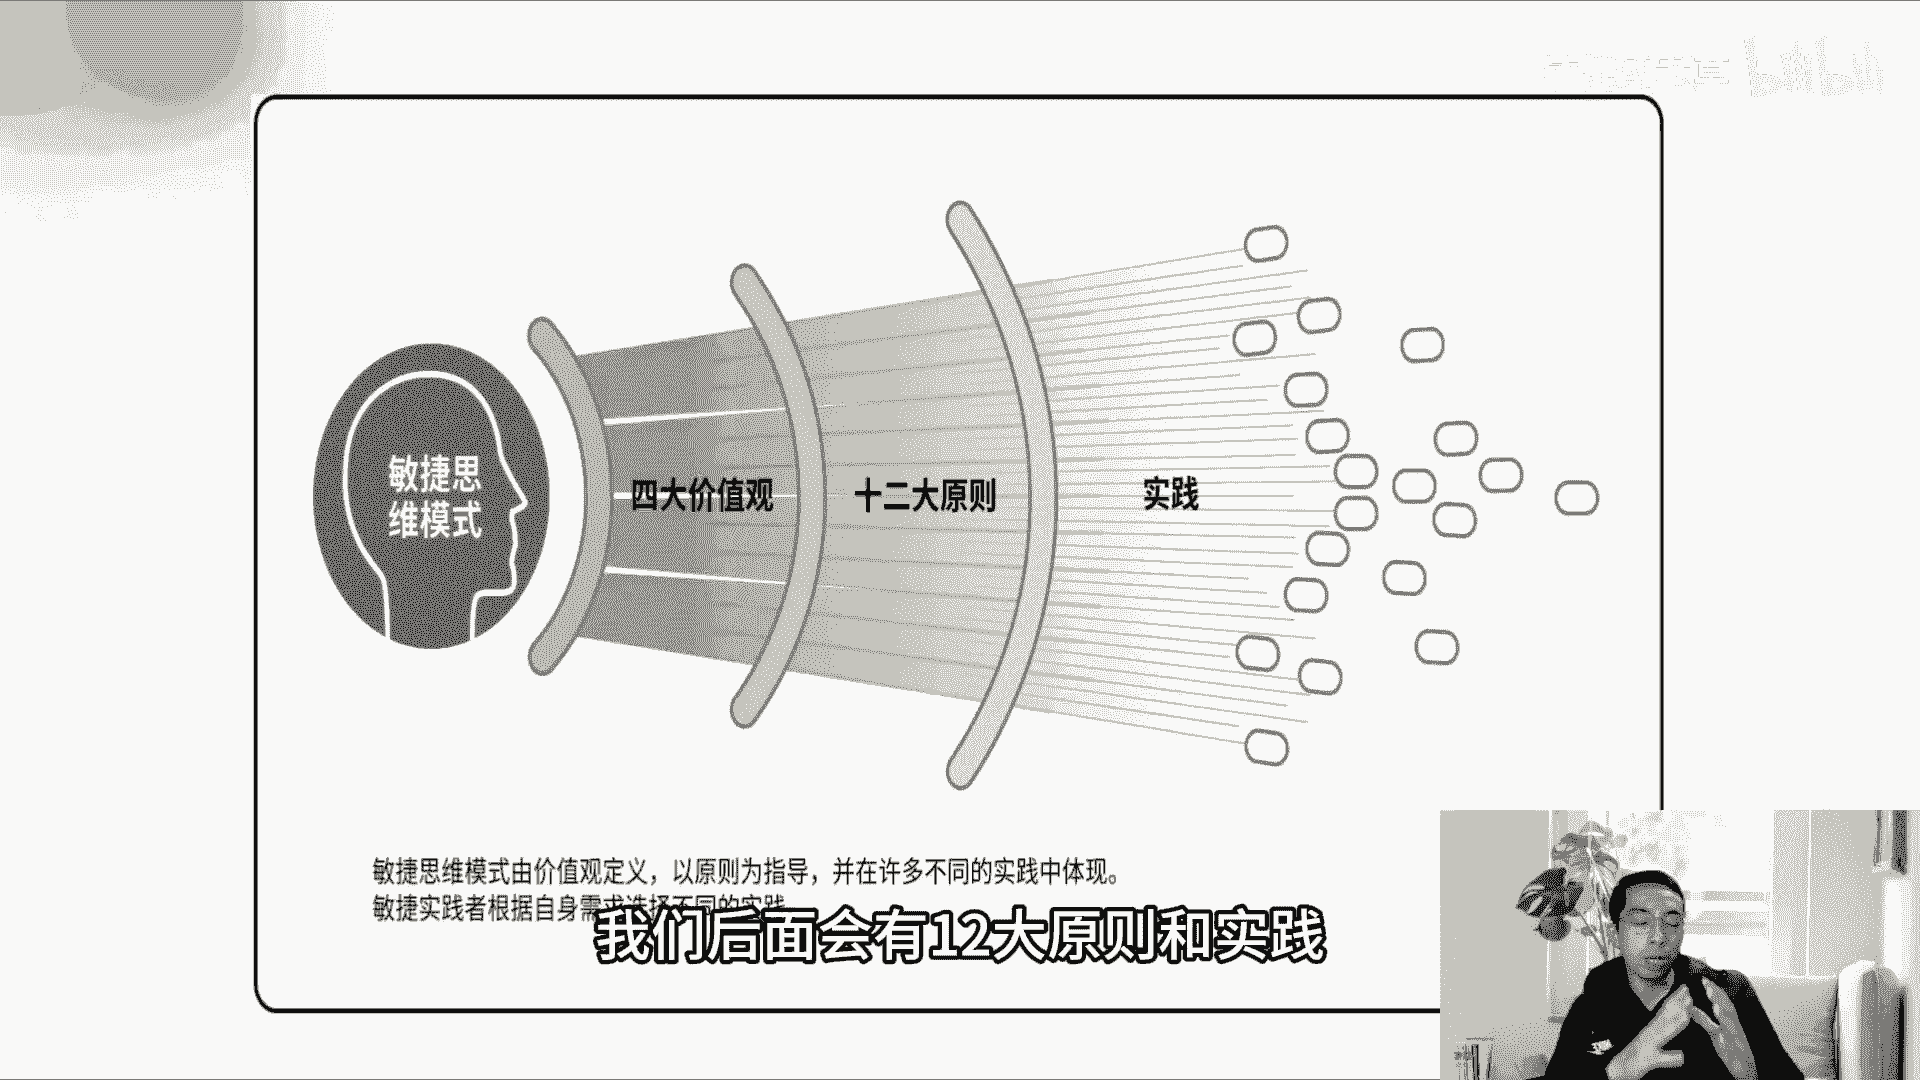 bilibili
敏捷思
维模式
四大价值观
十二大原则
实践
敏捷思维模式由价值观定义，以原则为指导，并在许多不同的实践中体现。
敏捷实践者根据自身需求选择不同的实践
我们后面会有12大原则和实践